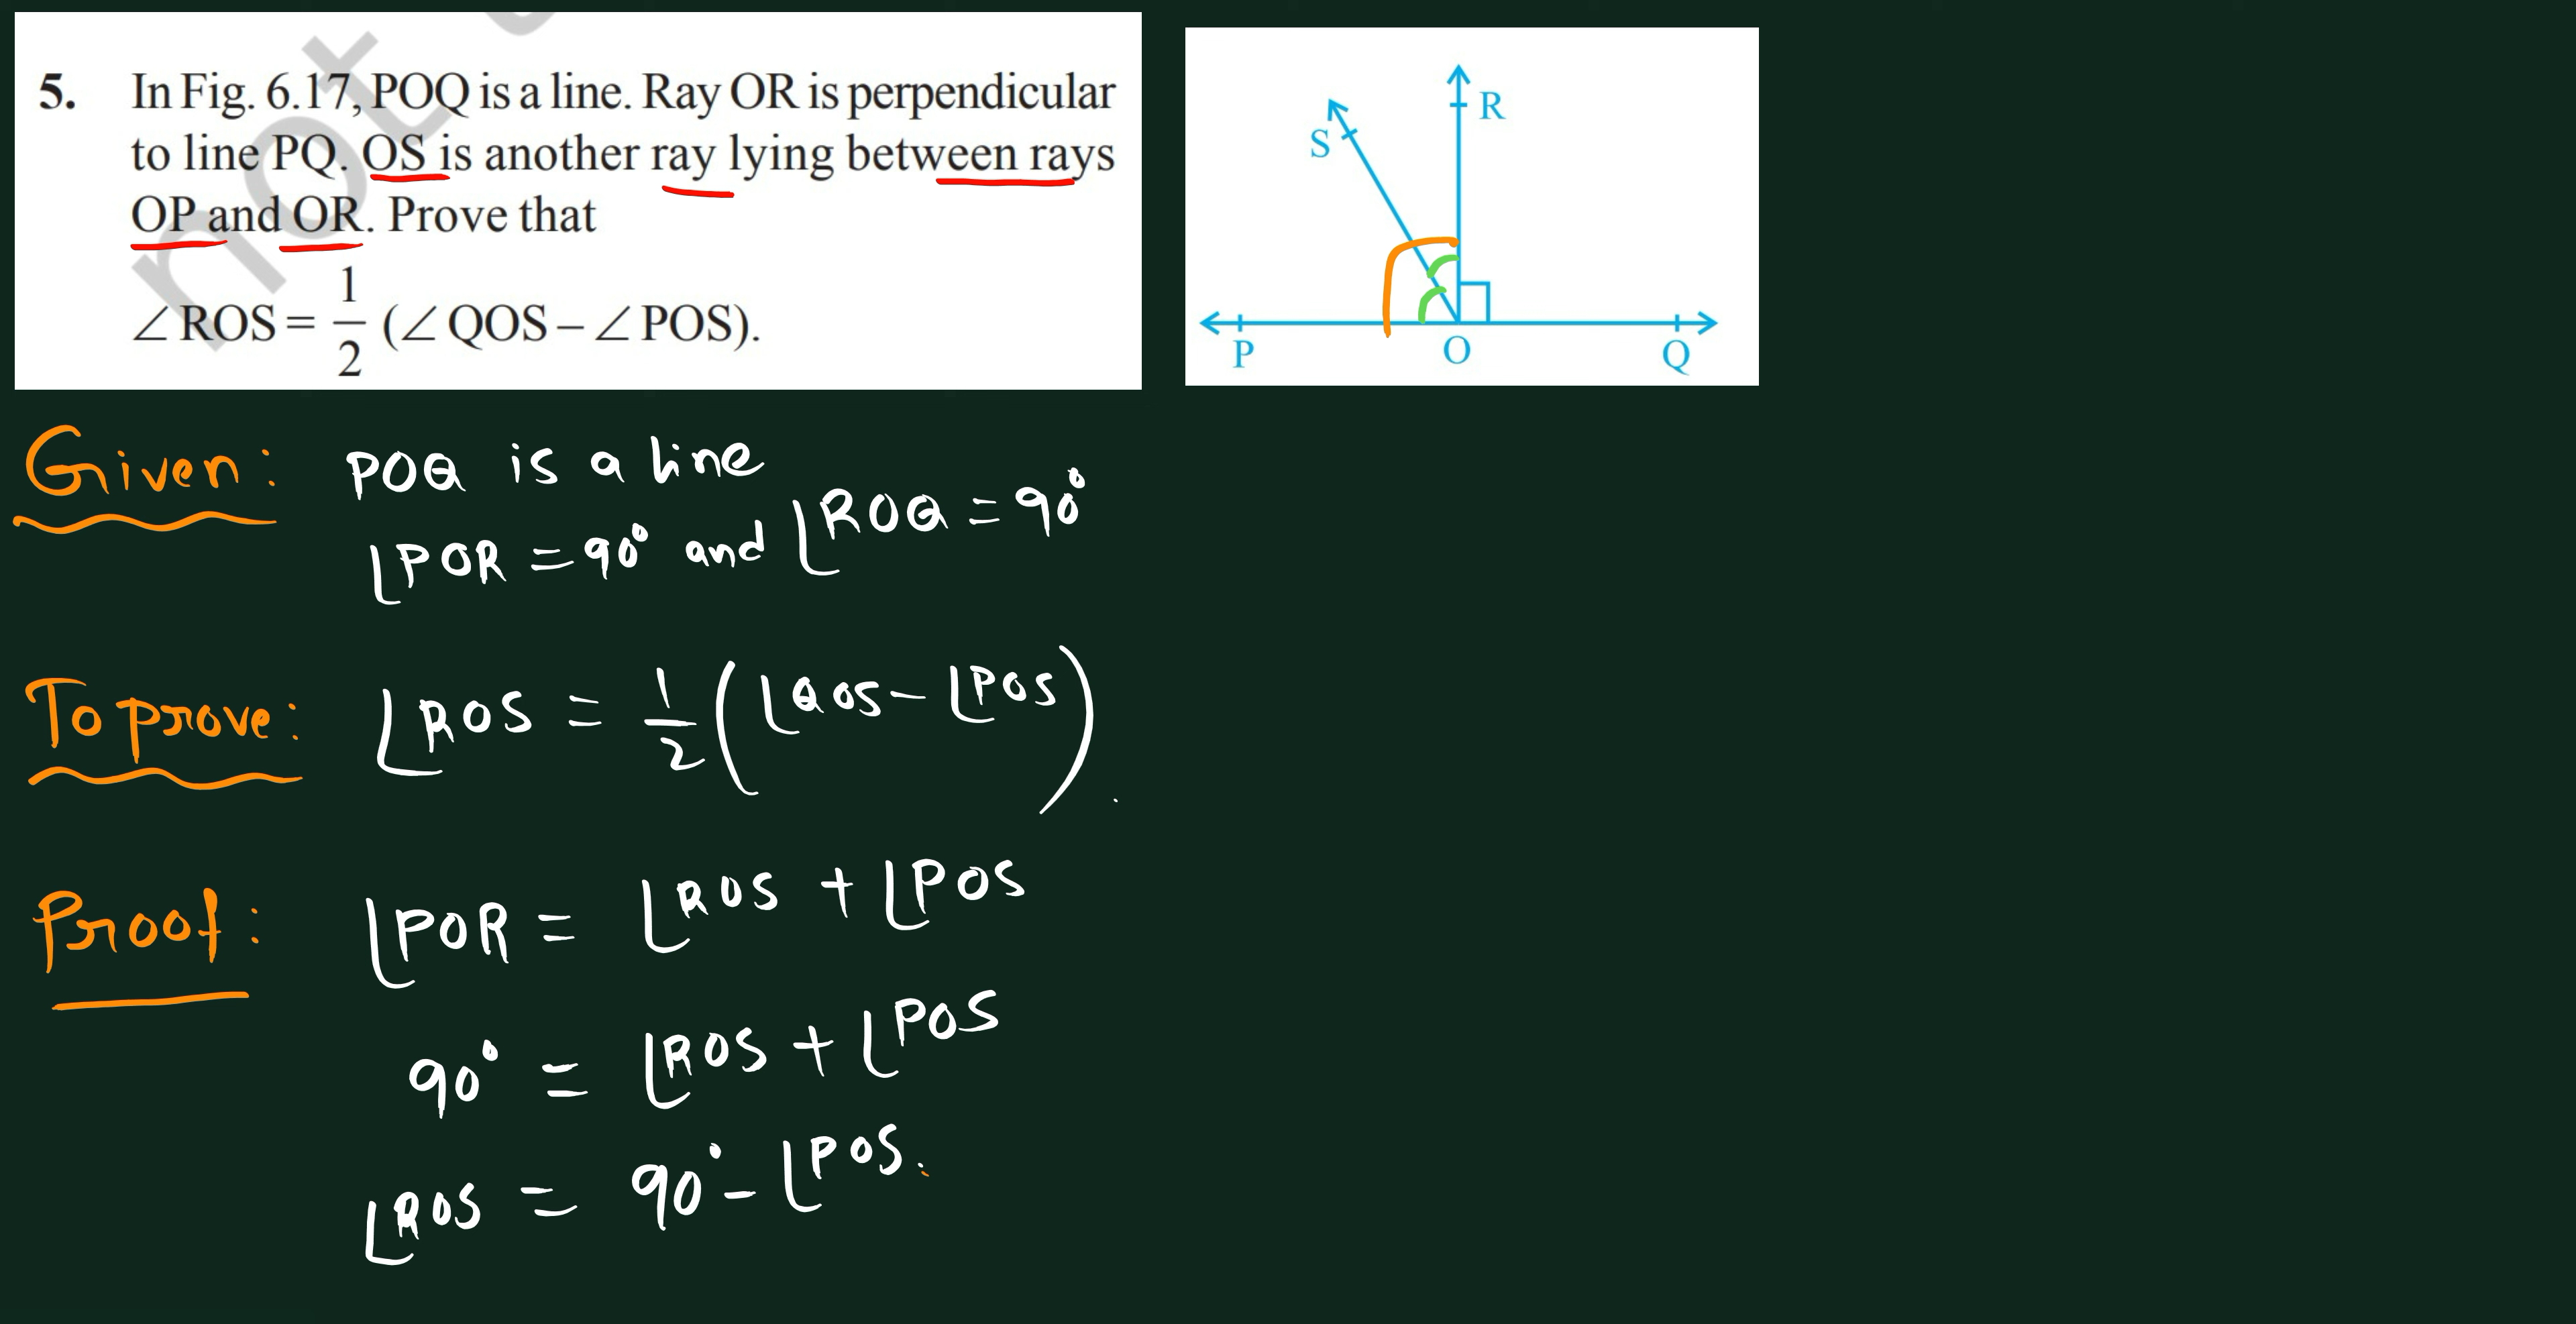 5. In Fig. 6.17, POQ is a line. Ray OR is perpendicular
to line PQ. OS is another ray lying between rays
OP and OR. Prove that
∠ROS = 1/2 (∠QOS – ∠POS).
not
R
S
P
O
Q
Given: POQ is a line
∠POR = 90° and ∠ROQ = 90°
To prove: ∠ROS = 1/2 (∠QOS – ∠POS).
Proof: ∠POR = ∠ROS + ∠POS
90° = ∠ROS + ∠POS
∠ROS = 90° – ∠POS.